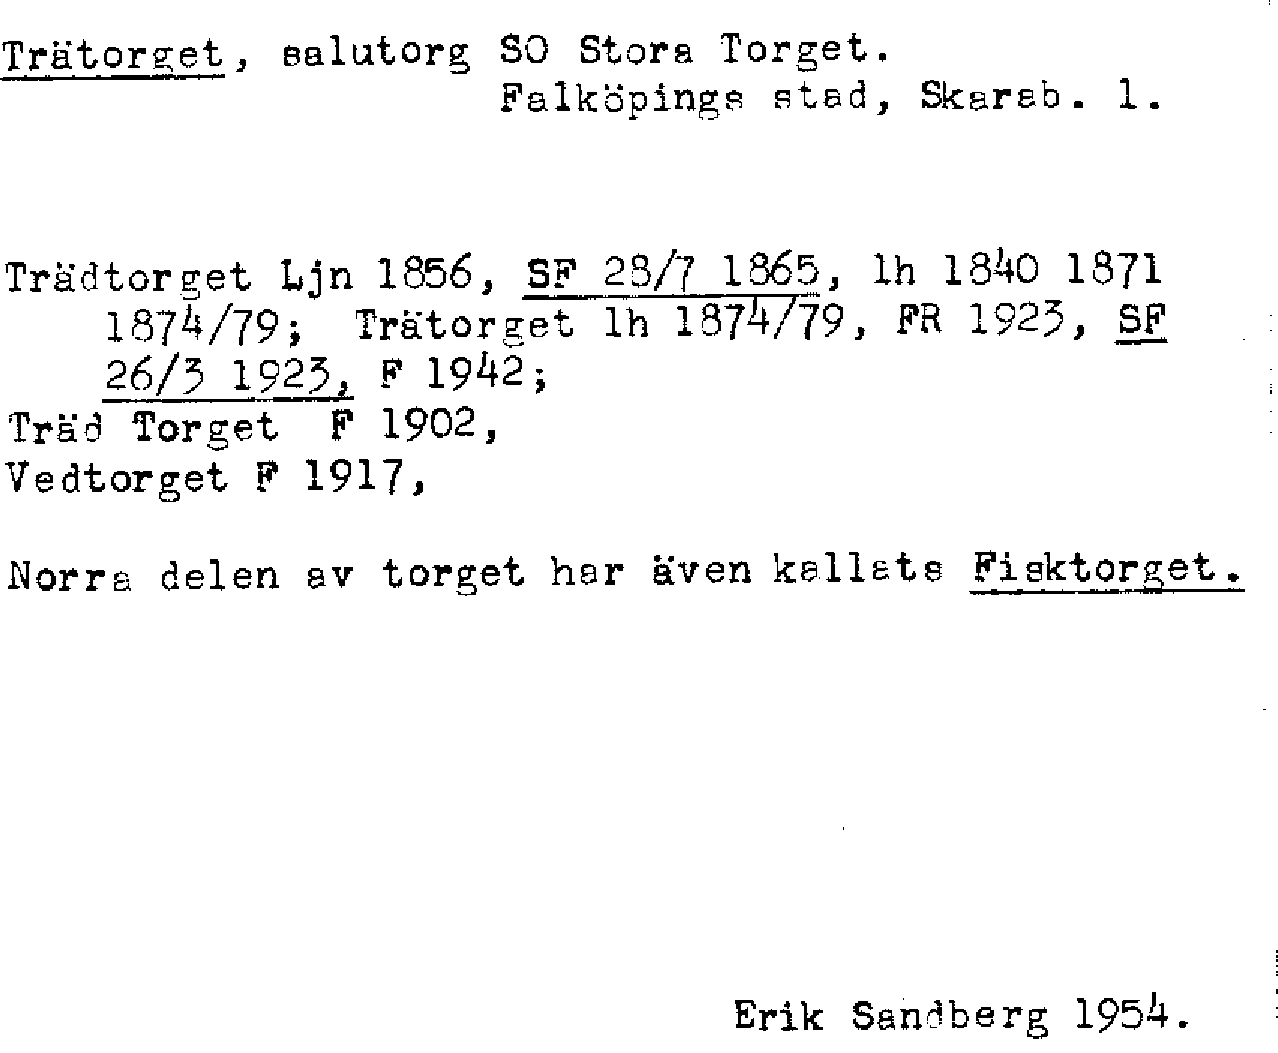 Trätorget, salutorg SO Stora Torget.
Falköpings stad, Skarab. l.
Trädtorget Ljn 1856, SF 28/7 1865, lh 1840 1871
1874/79; Trätorget lh 1874/79, FR 1923, SF
26/3 1923, F 1942;
Träd Torget F 1902,
Vedtorget F 1917,
Norra delen av torget har även kallats Fisktorget.
Erik Sandberg 1954.